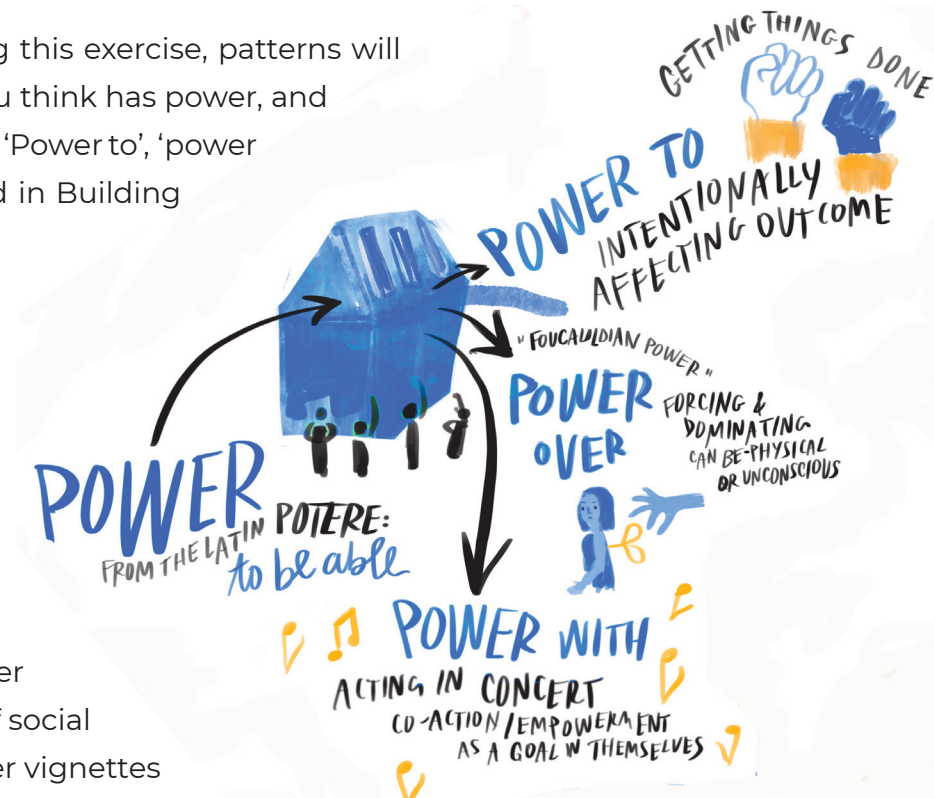 g this exercise, patterns will
u think has power, and
'Power to', 'power
d in Building
GETTING THINGS DONE
POWER TO
INTENTIONALLY
AFFECTING OUTCOME
"FOUCAULDIAN POWER"
POWER
OVER
FORCING &
DOMINATING
CAN BE-PHYSICAL
OR UNCONSCIOUS
POWER
FROM THE LATIN POTERE:
to be able
POWER WITH
ACTING IN CONCERT
CO-ACTION/EMPOWERMENT
AS A GOAL IN THEMSELVES
er
f social
er vignettes